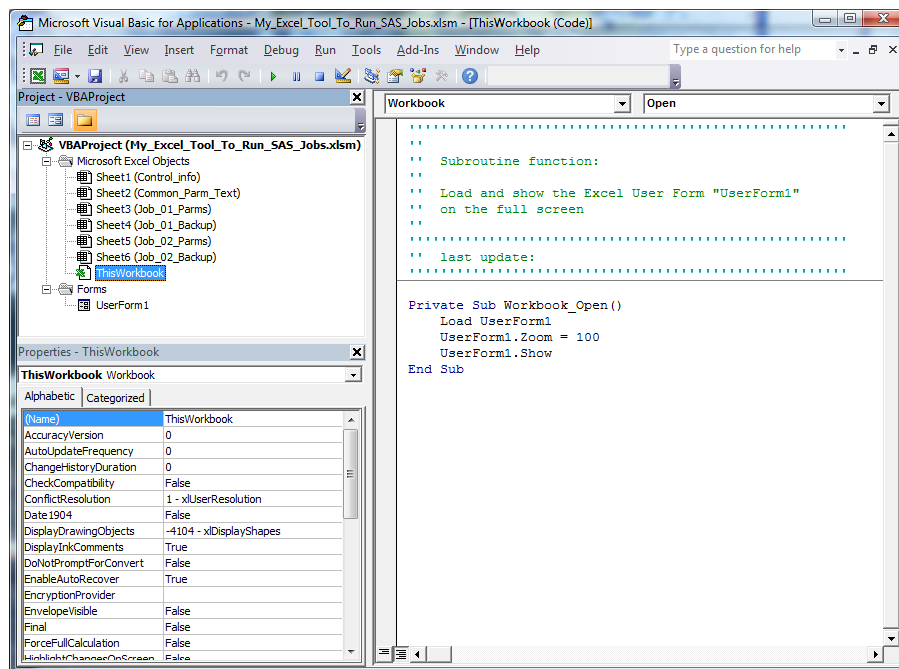 Microsoft Visual Basic for Applications - My_Excel_Tool_To_Run_SAS_Jobs.xlsm - [ThisWorkbook (Code)]
File Edit View Insert Format Debug Run Tools Add-Ins Window Help Type a question for help
Project - VBAProject
VBAProject (My_Excel_Tool_To_Run_SAS_Jobs.xlsm)
Microsoft Excel Objects
Sheet1 (Control_info)
Sheet2 (Common_Parm_Text)
Sheet3 (Job_01_Parms)
Sheet4 (Job_01_Backup)
Sheet5 (Job_02_Parms)
Sheet6 (Job_02_Backup)
ThisWorkbook
Forms
UserForm1
Properties - ThisWorkbook
ThisWorkbook Workbook
Alphabetic Categorized
(Name) ThisWorkbook
AccuracyVersion 0
AutoUpdateFrequency 0
ChangeHistoryDuration 0
CheckCompatibility False
ConflictResolution 1 - xlUserResolution
Date1904 False
DisplayDrawingObjects -4104 - xlDisplayShapes
DisplayInkComments True
DoNotPromptForConvert False
EnableAutoRecover True
EncryptionProvider
EnvelopeVisible False
Final False
ForceFullCalculation False
HighlightChangesOnScreen False
Workbook Open
''''''''''''''''''''''''''''''''''''''''''''''''''''''''
''
'' Subroutine function:
''
'' Load and show the Excel User Form "UserForm1"
'' on the full screen
''
''''''''''''''''''''''''''''''''''''''''''''''''''''''''
'' last update:
''''''''''''''''''''''''''''''''''''''''''''''''''''''''
Private Sub Workbook_Open()
Load UserForm1
UserForm1.Zoom = 100
UserForm1.Show
End Sub